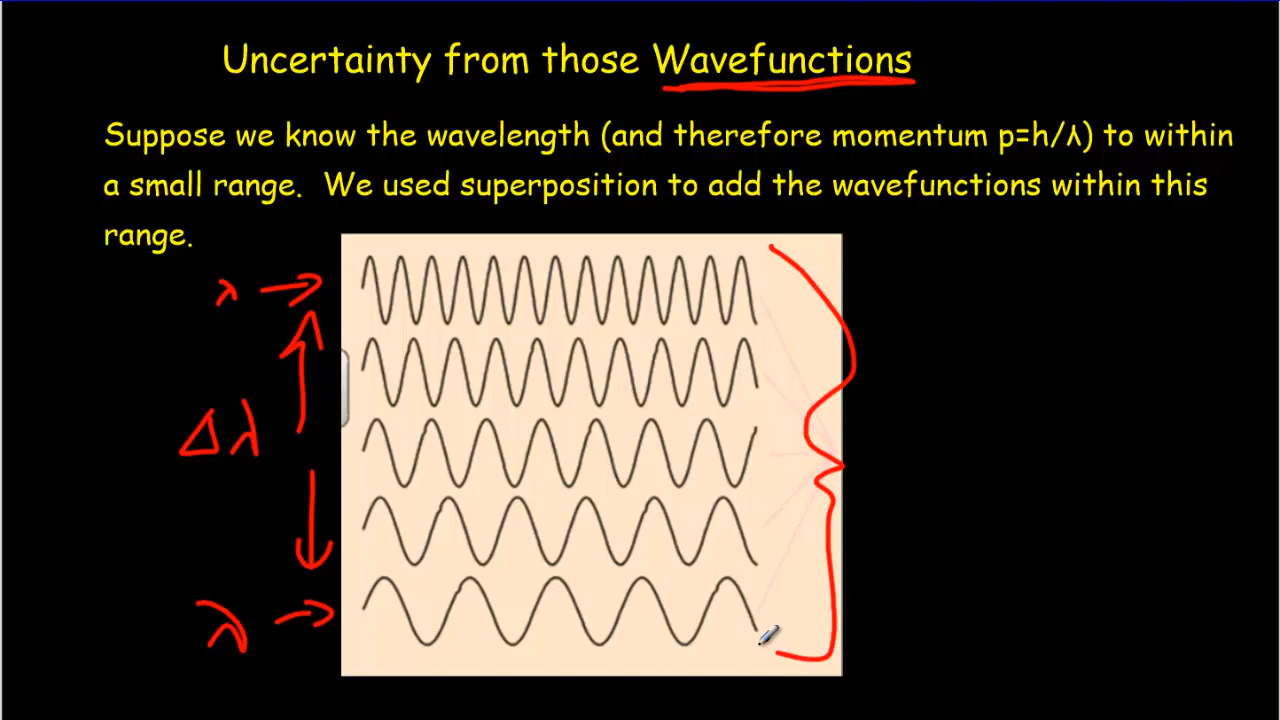 Uncertainty from those Wavefunctions
Suppose we know the wavelength (and therefore momentum p=h/λ) to within
a small range. We used superposition to add the wavefunctions within this
range.
λ →
Δλ
λ →